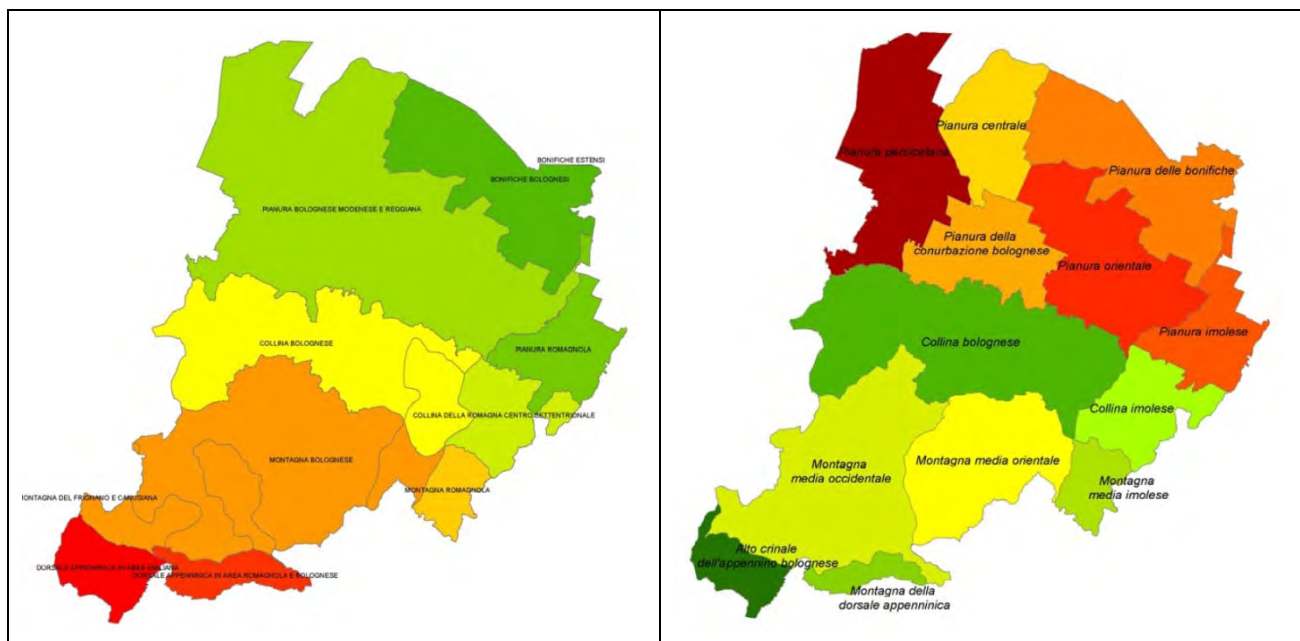 BONIFICHE ESTENSI
BONIFICHE BOLOGNESI
PIANURA BOLOGNESE MODENESE E REGGIANA
PIANURA ROMAGNOLA
COLLINA BOLOGNESE
COLLINA DELLA ROMAGNA CENTRO-SETTENTRIONALE
MONTAGNA BOLOGNESE
MONTAGNA ROMAGNOLA
MONTAGNA DEL FRIGNANO E CANUSIANA
DORSALE APPENNINICA IN AREA EMILIANA
DORSALE APPENNINICA IN AREA ROMAGNOLA E BOLOGNESE
Pianura centrale
Pianura persicetana
Pianura delle bonifiche
Pianura della
conurbazione bolognese
Pianura orientale
Pianura imolese
Collina bolognese
Collina imolese
Montagna
media occidentale
Montagna media orientale
Montagna
media imolese
Alto crinale
dell'appennino bolognese
Montagna della
dorsale appenninica